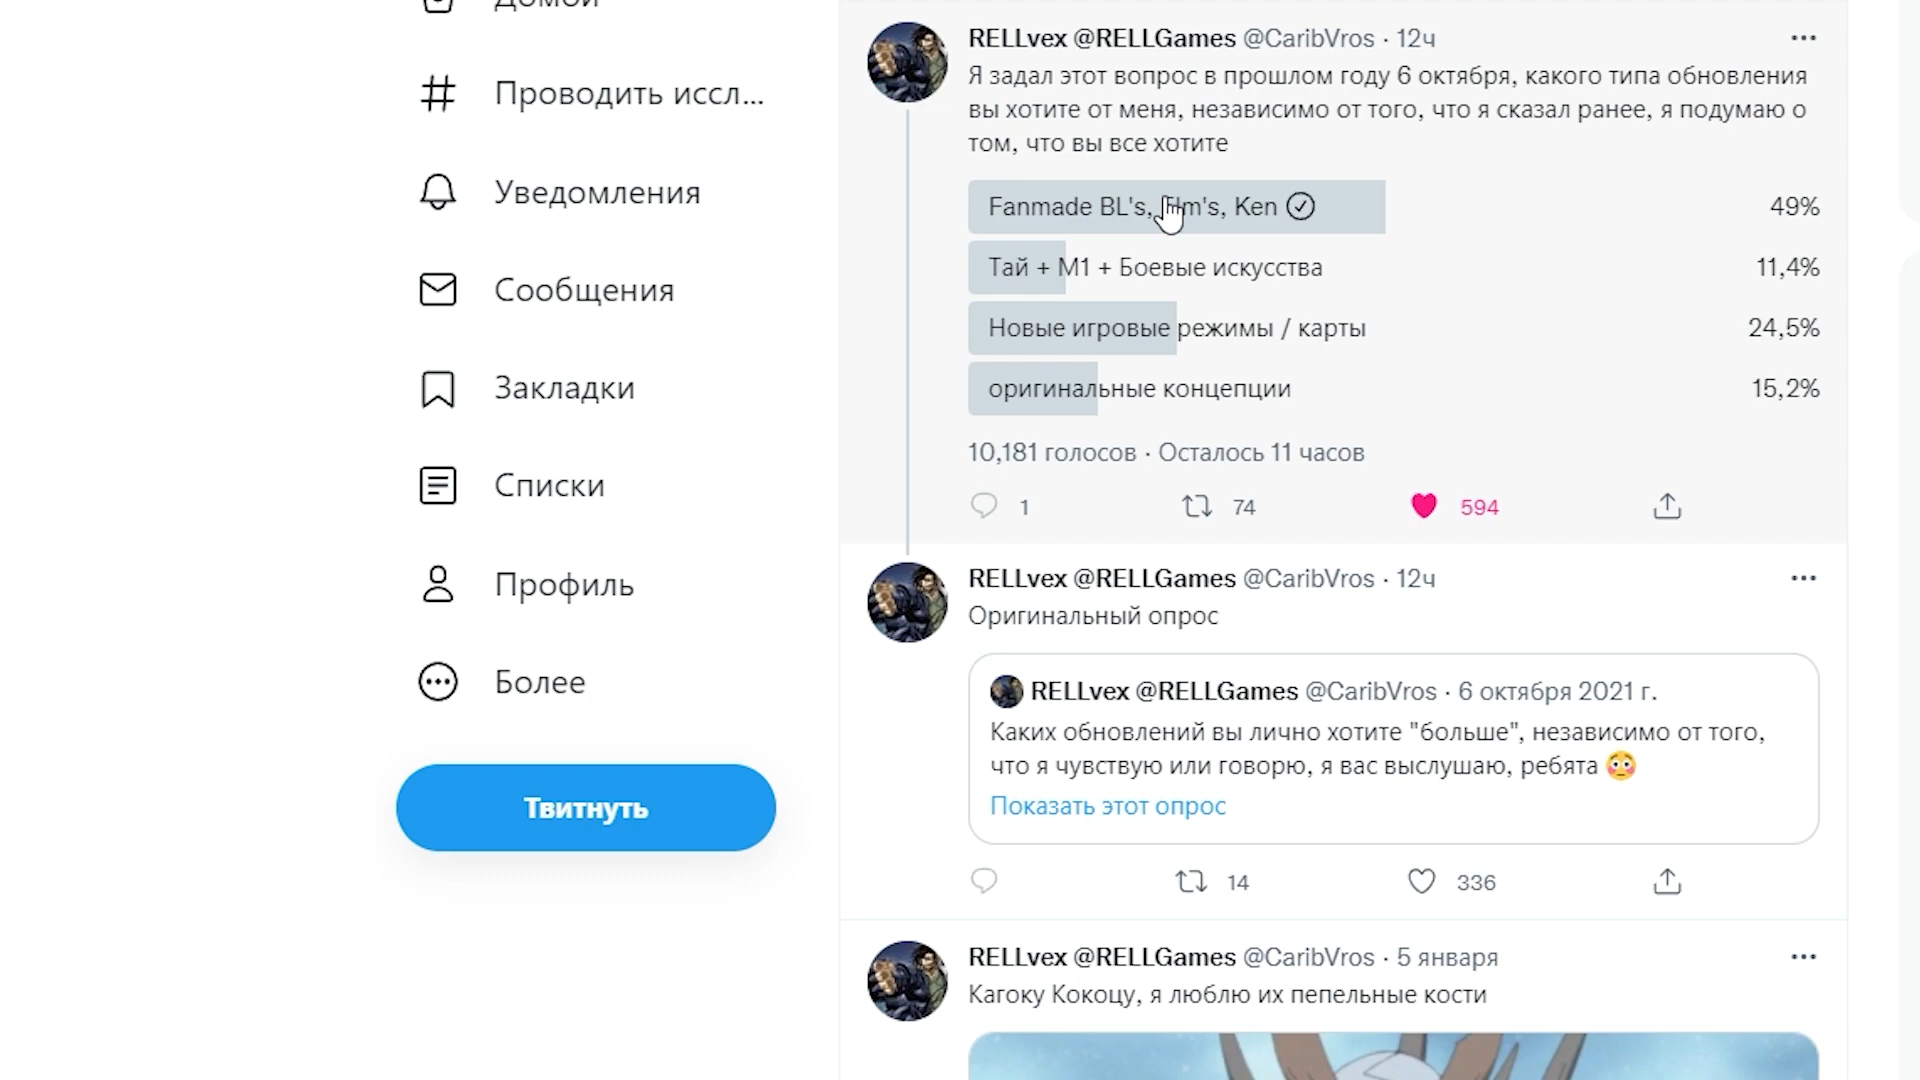 Домой
Проводить иссл...
Уведомления
Сообщения
Закладки
Списки
Профиль
Более
Твитнуть
RELLvex @RELLGames @CaribVros · 12ч
Я задал этот вопрос в прошлом году 6 октября, какого типа обновления
вы хотите от меня, независимо от того, что я сказал ранее, я подумаю о
том, что вы все хотите
Fanmade BL's, Elm's, Ken 49%
Тай + М1 + Боевые искусства 11,4%
Новые игровые режимы / карты 24,5%
оригинальные концепции 15,2%
10,181 голосов · Осталось 11 часов
1 74 594
RELLvex @RELLGames @CaribVros · 12ч
Оригинальный опрос
RELLvex @RELLGames @CaribVros · 6 октября 2021 г.
Каких обновлений вы лично хотите "больше", независимо от того,
что я чувствую или говорю, я вас выслушаю, ребята 😳
Показать этот опрос
14 336
RELLvex @RELLGames @CaribVros · 5 января
Кагоку Кокоцу, я люблю их пепельные кости